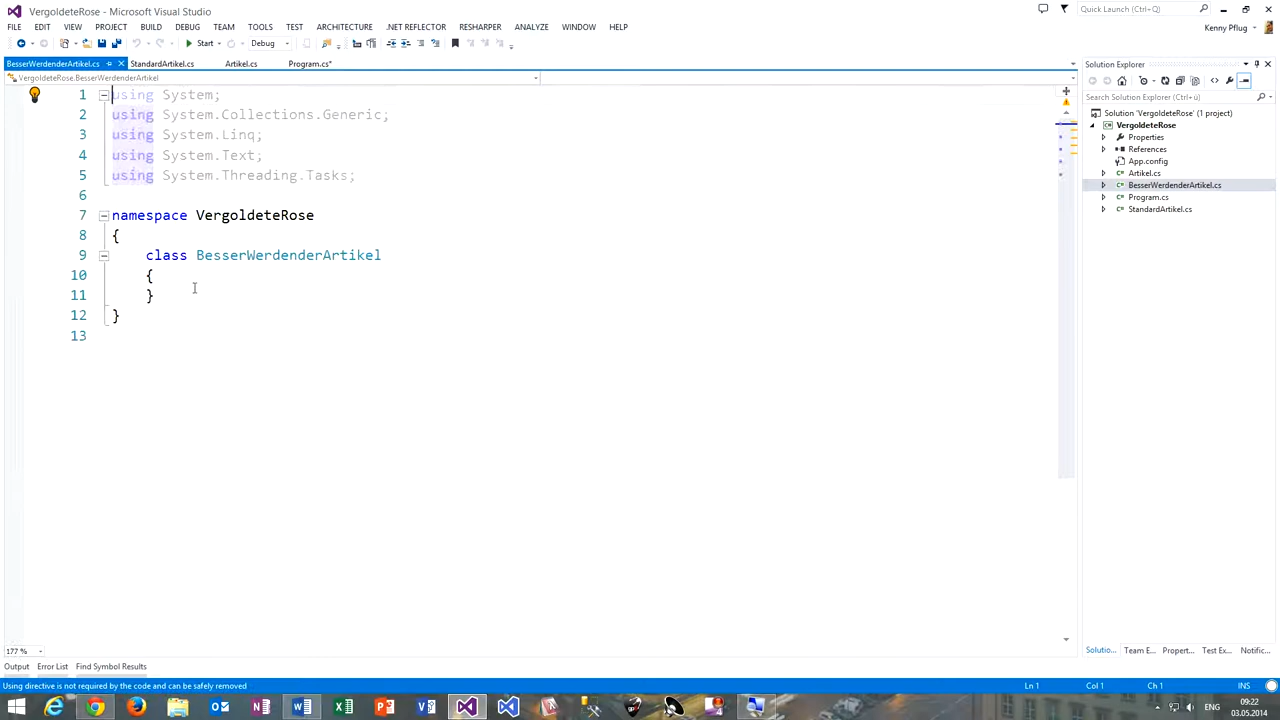 VergoldeteRose - Microsoft Visual Studio
Quick Launch (Ctrl+Ü)
FILE EDIT VIEW PROJECT BUILD DEBUG TEAM TOOLS TEST ARCHITECTURE .NET REFLECTOR RESHARPER ANALYZE WINDOW HELP
Kenny Pflug
Start Debug
BesserWerdenderArtikel.cs StandardArtikel.cs Artikel.cs Program.cs*
VergoldeteRose.BesserWerdenderArtikel
1 using System;
2 using System.Collections.Generic;
3 using System.Linq;
4 using System.Text;
5 using System.Threading.Tasks;
6
7 namespace VergoldeteRose
8 {
9 class BesserWerdenderArtikel
10 {
11 }
12 }
13
177 %
Solution Explorer
Search Solution Explorer (Ctrl+ü)
Solution 'VergoldeteRose' (1 project)
VergoldeteRose
Properties
References
App.config
Artikel.cs
BesserWerdenderArtikel.cs
Program.cs
StandardArtikel.cs
Solutio... Team E... Propert... Test Ex... Notific...
Output Error List Find Symbol Results
Using directive is not required by the code and can be safely removed
Ln 1 Col 1 Ch 1 INS
ENG
09:22
03.05.2014